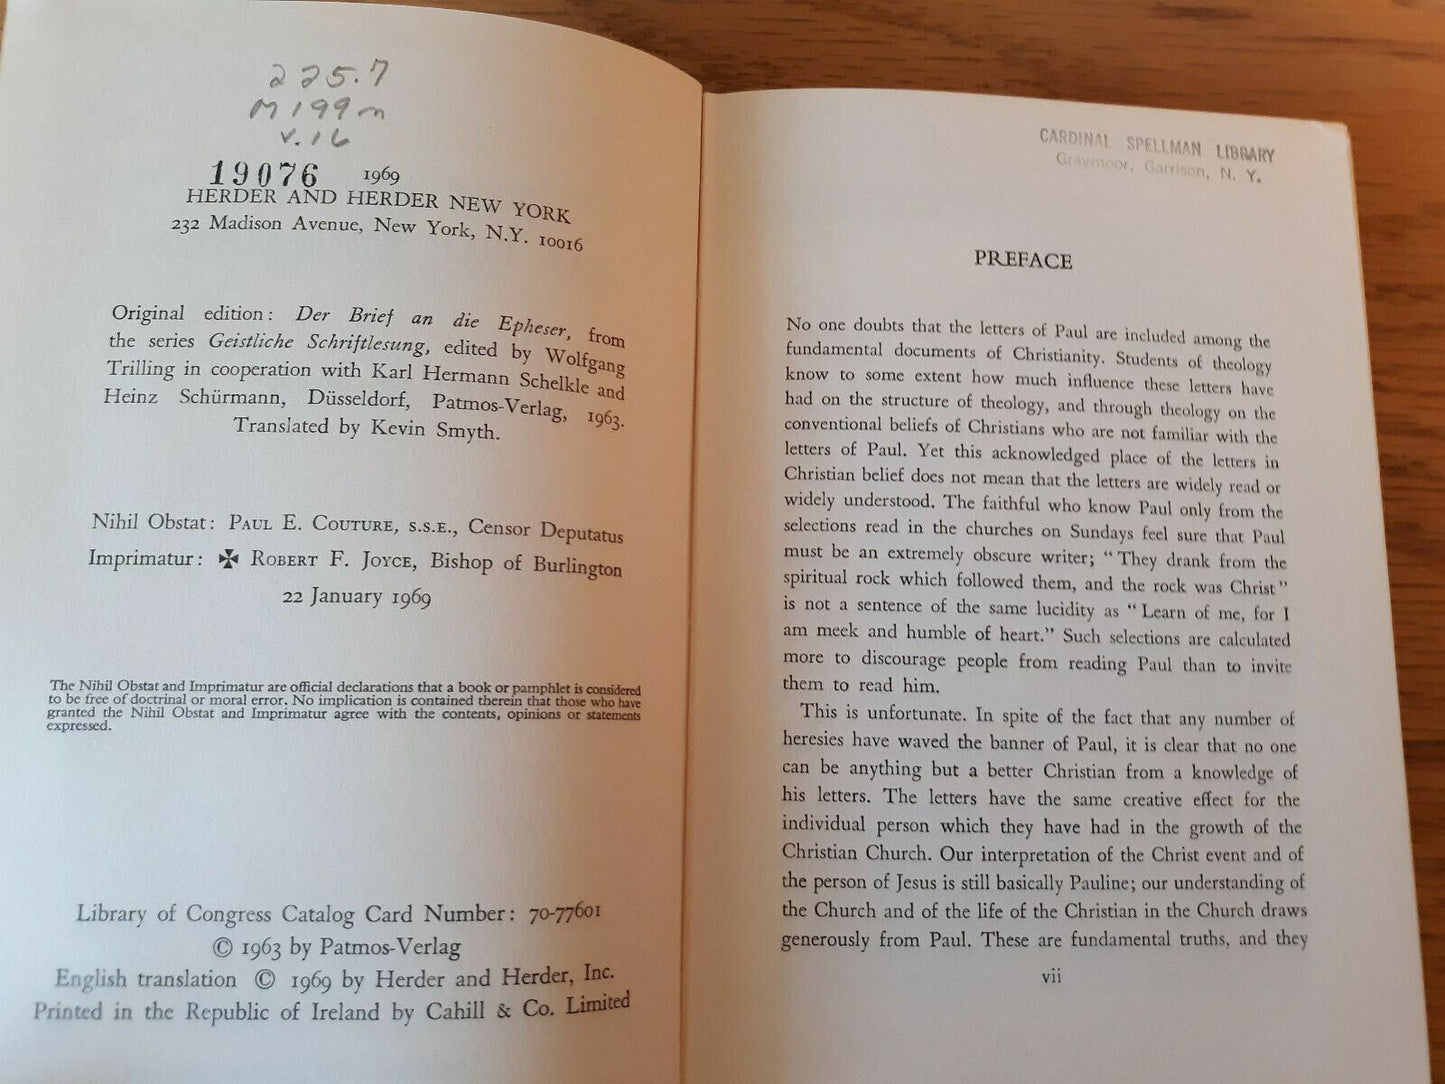 225.7
M199m
v.16
19076 1969
HERDER AND HERDER NEW YORK
232 Madison Avenue, New York, N.Y. 10016
Original edition: Der Brief an die Epheser, from
the series Geistliche Schriftlesung, edited by Wolfgang
Trilling in cooperation with Karl Hermann Schelkle and
Heinz Schürmann, Düsseldorf, Patmos-Verlag, 1963.
Translated by Kevin Smyth.
Nihil Obstat: PAUL E. COUTURE, S.S.E., Censor Deputatus
Imprimatur: ✠ ROBERT F. JOYCE, Bishop of Burlington
22 January 1969
The Nihil Obstat and Imprimatur are official declarations that a book or pamphlet is considered
to be free of doctrinal or moral error. No implication is contained therein that those who have
granted the Nihil Obstat and Imprimatur agree with the contents, opinions or statements
expressed.
Library of Congress Catalog Card Number: 70-77601
© 1963 by Patmos-Verlag
English translation © 1969 by Herder and Herder, Inc.
Printed in the Republic of Ireland by Cahill & Co. Limited
CARDINAL SPELLMAN LIBRARY
Graymoor, Garrison, N. Y.
PREFACE
No one doubts that the letters of Paul are included among the
fundamental documents of Christianity. Students of theology
know to some extent how much influence these letters have
had on the structure of theology, and through theology on the
conventional beliefs of Christians who are not familiar with the
letters of Paul. Yet this acknowledged place of the letters in
Christian belief does not mean that the letters are widely read or
widely understood. The faithful who know Paul only from the
selections read in the churches on Sundays feel sure that Paul
must be an extremely obscure writer; "They drank from the
spiritual rock which followed them, and the rock was Christ"
is not a sentence of the same lucidity as "Learn of me, for I
am meek and humble of heart." Such selections are calculated
more to discourage people from reading Paul than to invite
them to read him.
This is unfortunate. In spite of the fact that any number of
heresies have waved the banner of Paul, it is clear that no one
can be anything but a better Christian from a knowledge of
his letters. The letters have the same creative effect for the
individual person which they have had in the growth of the
Christian Church. Our interpretation of the Christ event and of
the person of Jesus is still basically Pauline; our understanding of
the Church and of the life of the Christian in the Church draws
generously from Paul. These are fundamental truths, and they
vii